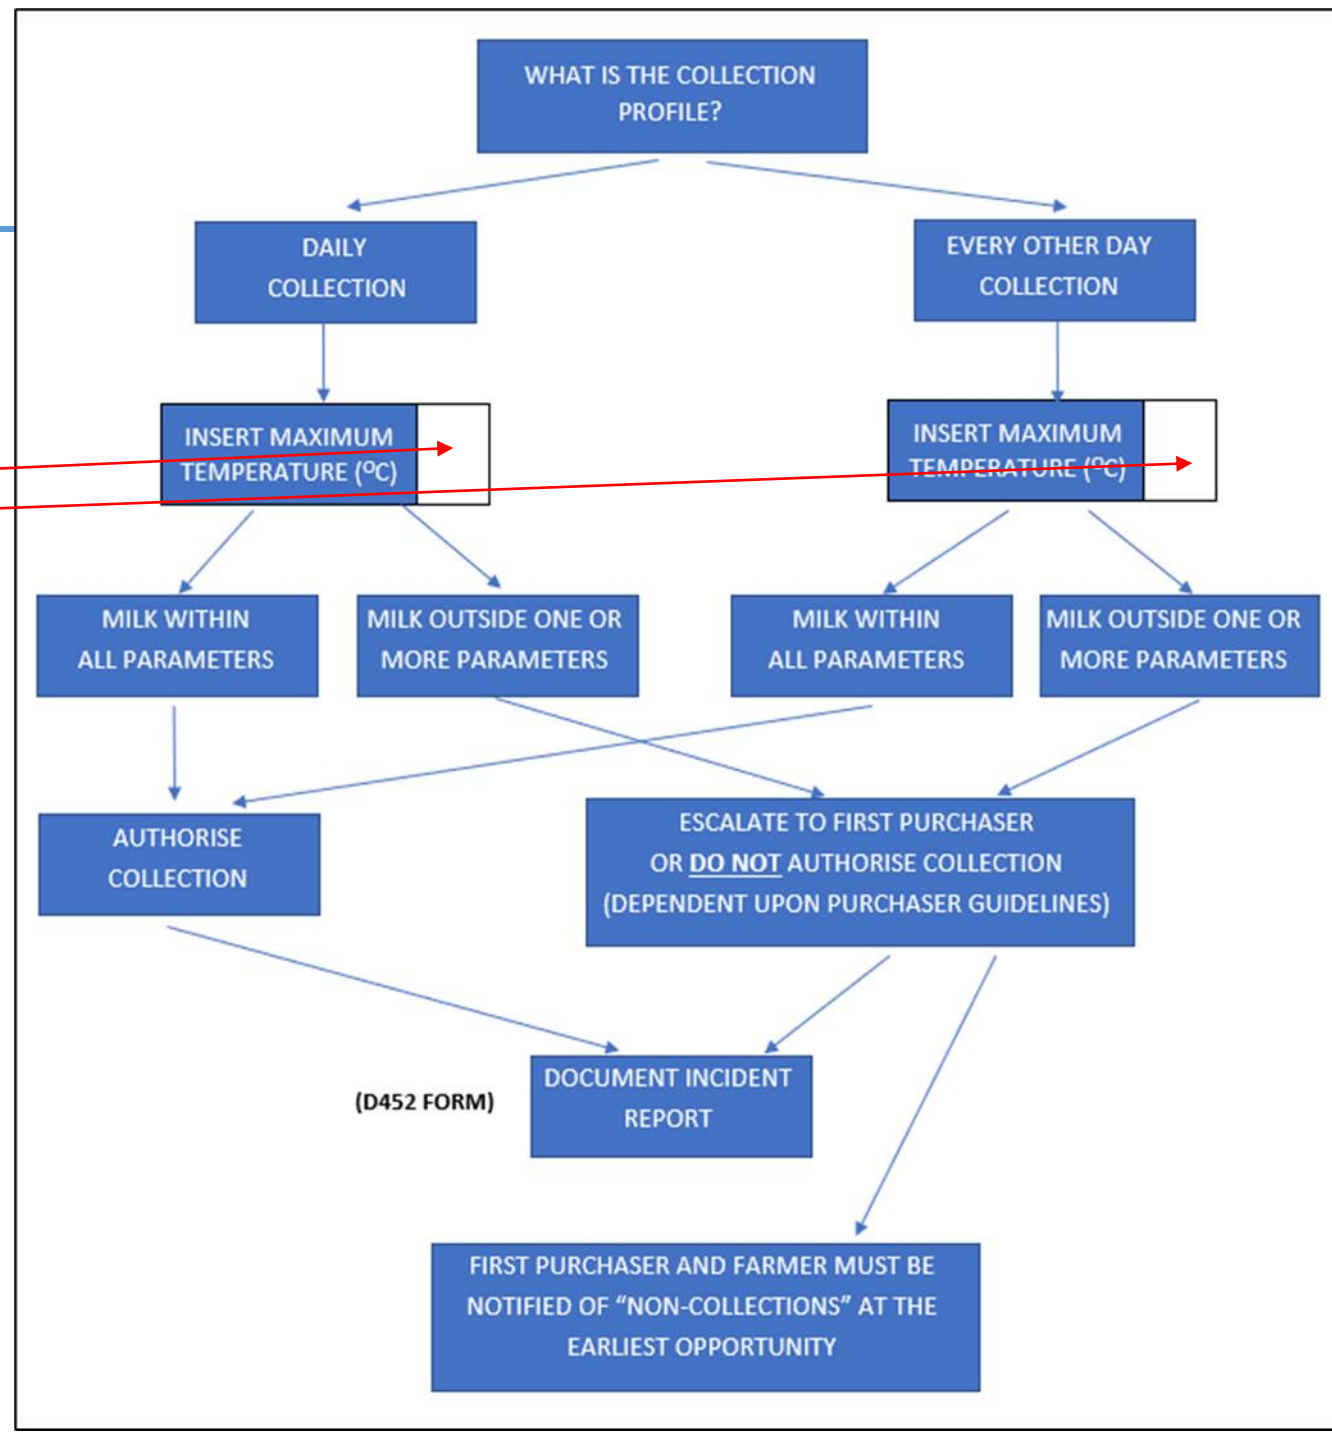 WHAT IS THE COLLECTION
PROFILE?
DAILY
COLLECTION
EVERY OTHER DAY
COLLECTION
INSERT MAXIMUM
TEMPERATURE (ºC)
INSERT MAXIMUM
TEMPERATURE (ºC)
MILK WITHIN
ALL PARAMETERS
MILK OUTSIDE ONE OR
MORE PARAMETERS
MILK WITHIN
ALL PARAMETERS
MILK OUTSIDE ONE OR
MORE PARAMETERS
AUTHORISE
COLLECTION
ESCALATE TO FIRST PURCHASER
OR DO NOT AUTHORISE COLLECTION
(DEPENDENT UPON PURCHASER GUIDELINES)
(D452 FORM)
DOCUMENT INCIDENT
REPORT
FIRST PURCHASER AND FARMER MUST BE
NOTIFIED OF “NON-COLLECTIONS” AT THE
EARLIEST OPPORTUNITY